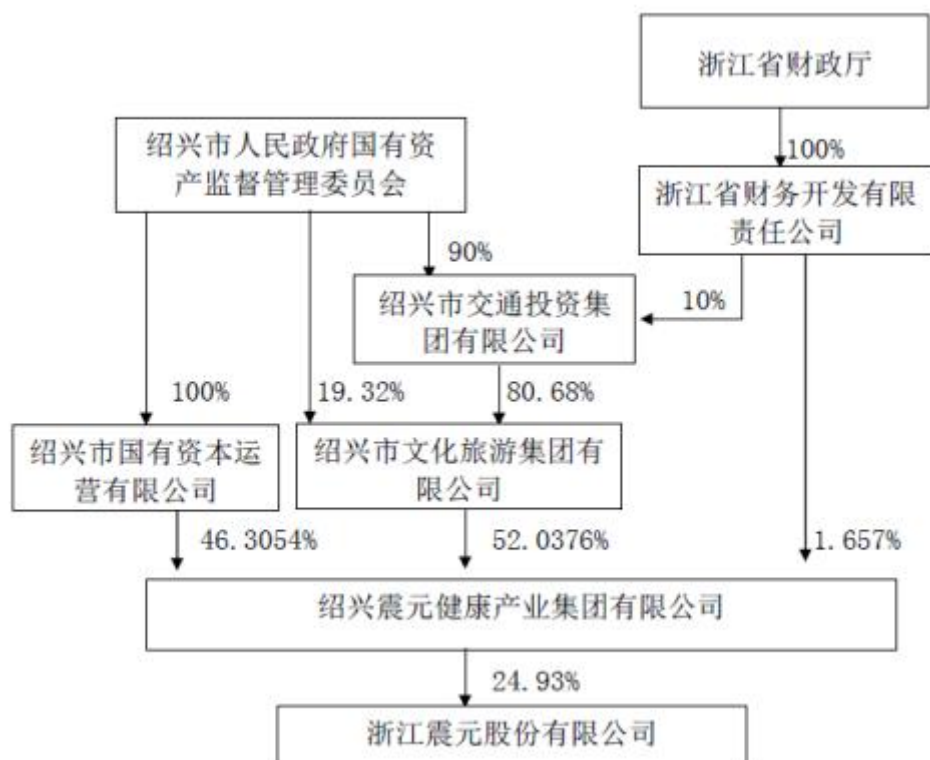 浙江省财政厅
绍兴市人民政府国有资
产监督管理委员会
100%
浙江省财务开发有限
责任公司
90%
绍兴市交通投资集
团有限公司
10%
100%
19.32%
80.68%
绍兴市国有资本运
营有限公司
绍兴市文化旅游集团有
限公司
46.3054%
52.0376%
1.657%
绍兴震元健康产业集团有限公司
24.93%
浙江震元股份有限公司